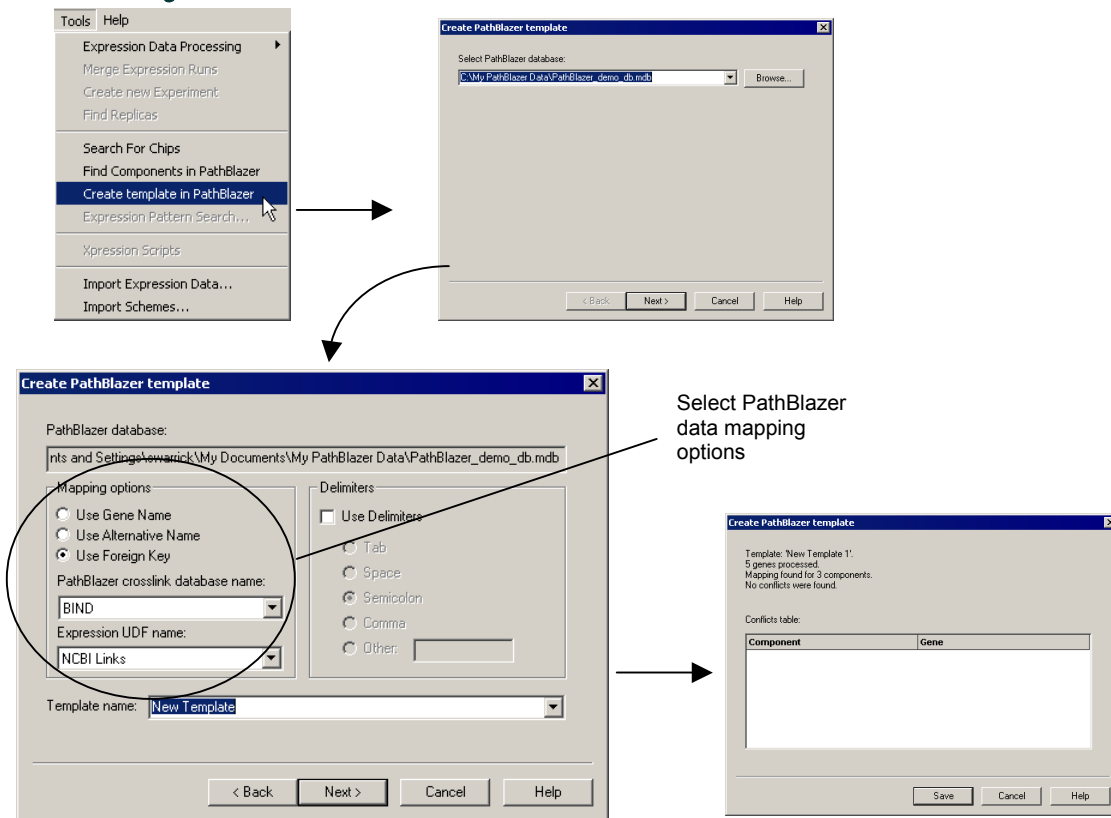 Tools Help
Expression Data Processing
Merge Expression Runs
Create new Experiment
Find Replicas
Search For Chips
Find Components in PathBlazer
Create template in PathBlazer
Expression Pattern Search...
Xpression Scripts
Import Expression Data...
Import Schemes...
Create PathBlazer template
Select PathBlazer database:
C:\My PathBlazer Data\PathBlazer_demo_db.mdb
Browse...
< Back Next > Cancel Help
Create PathBlazer template
PathBlazer database:
nts and Settings\swarrick\My Documents\My PathBlazer Data\PathBlazer_demo_db.mdb
Mapping options
Use Gene Name
Use Alternative Name
Use Foreign Key
PathBlazer crosslink database name:
BIND
Expression UDF name:
NCBI Links
Delimiters
Use Delimiters
Tab
Space
Semicolon
Comma
Other:
Template name: New Template
< Back Next > Cancel Help
Select PathBlazer
data mapping
options
Create PathBlazer template
Template: 'New Template 1'.
5 genes processed.
Mapping found for 3 components.
No conflicts were found.
Conflicts table:
Component Gene
Save Cancel Help